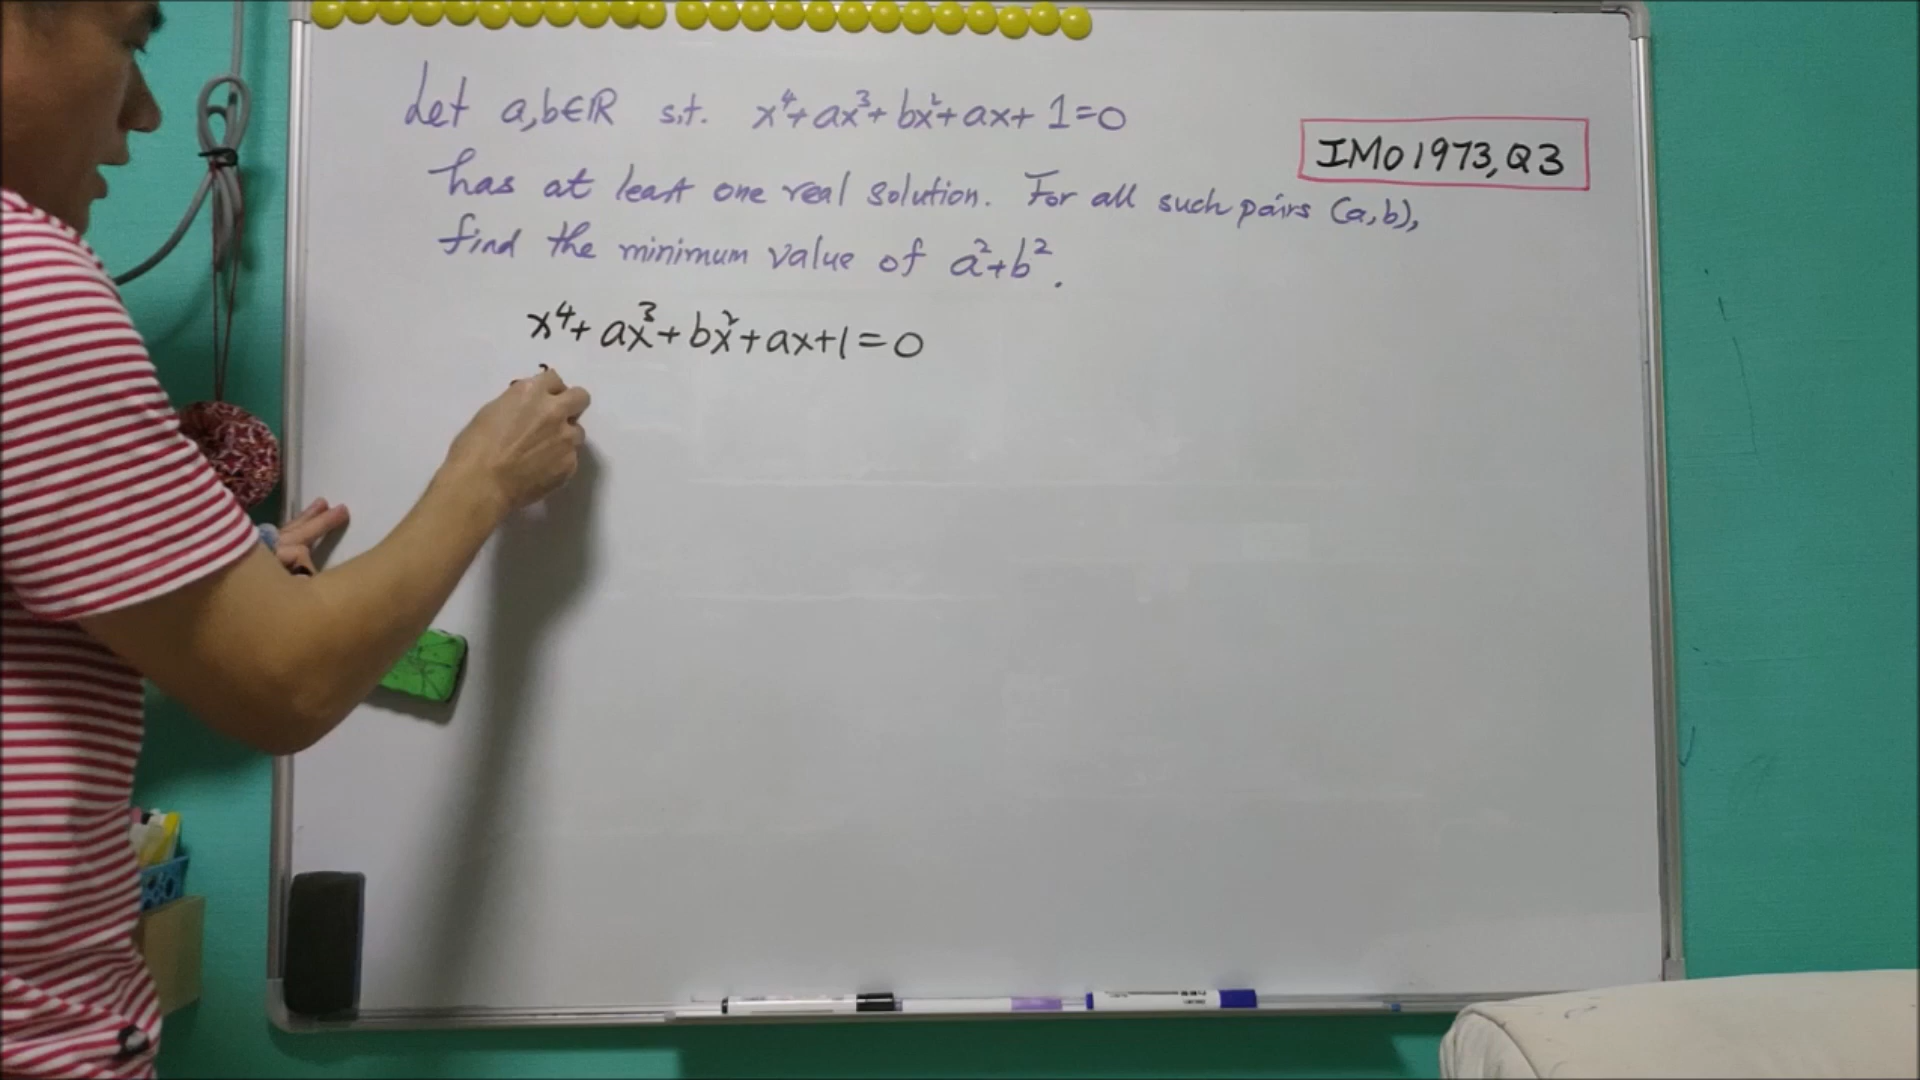 Let a,b∈ℝ s.t. x⁴+ax³+bx²+ax+1=0
has at least one real solution. For all such pairs (a,b),
find the minimum value of a²+b².
IMO 1973, Q3
x⁴+ax³+bx²+ax+1=0